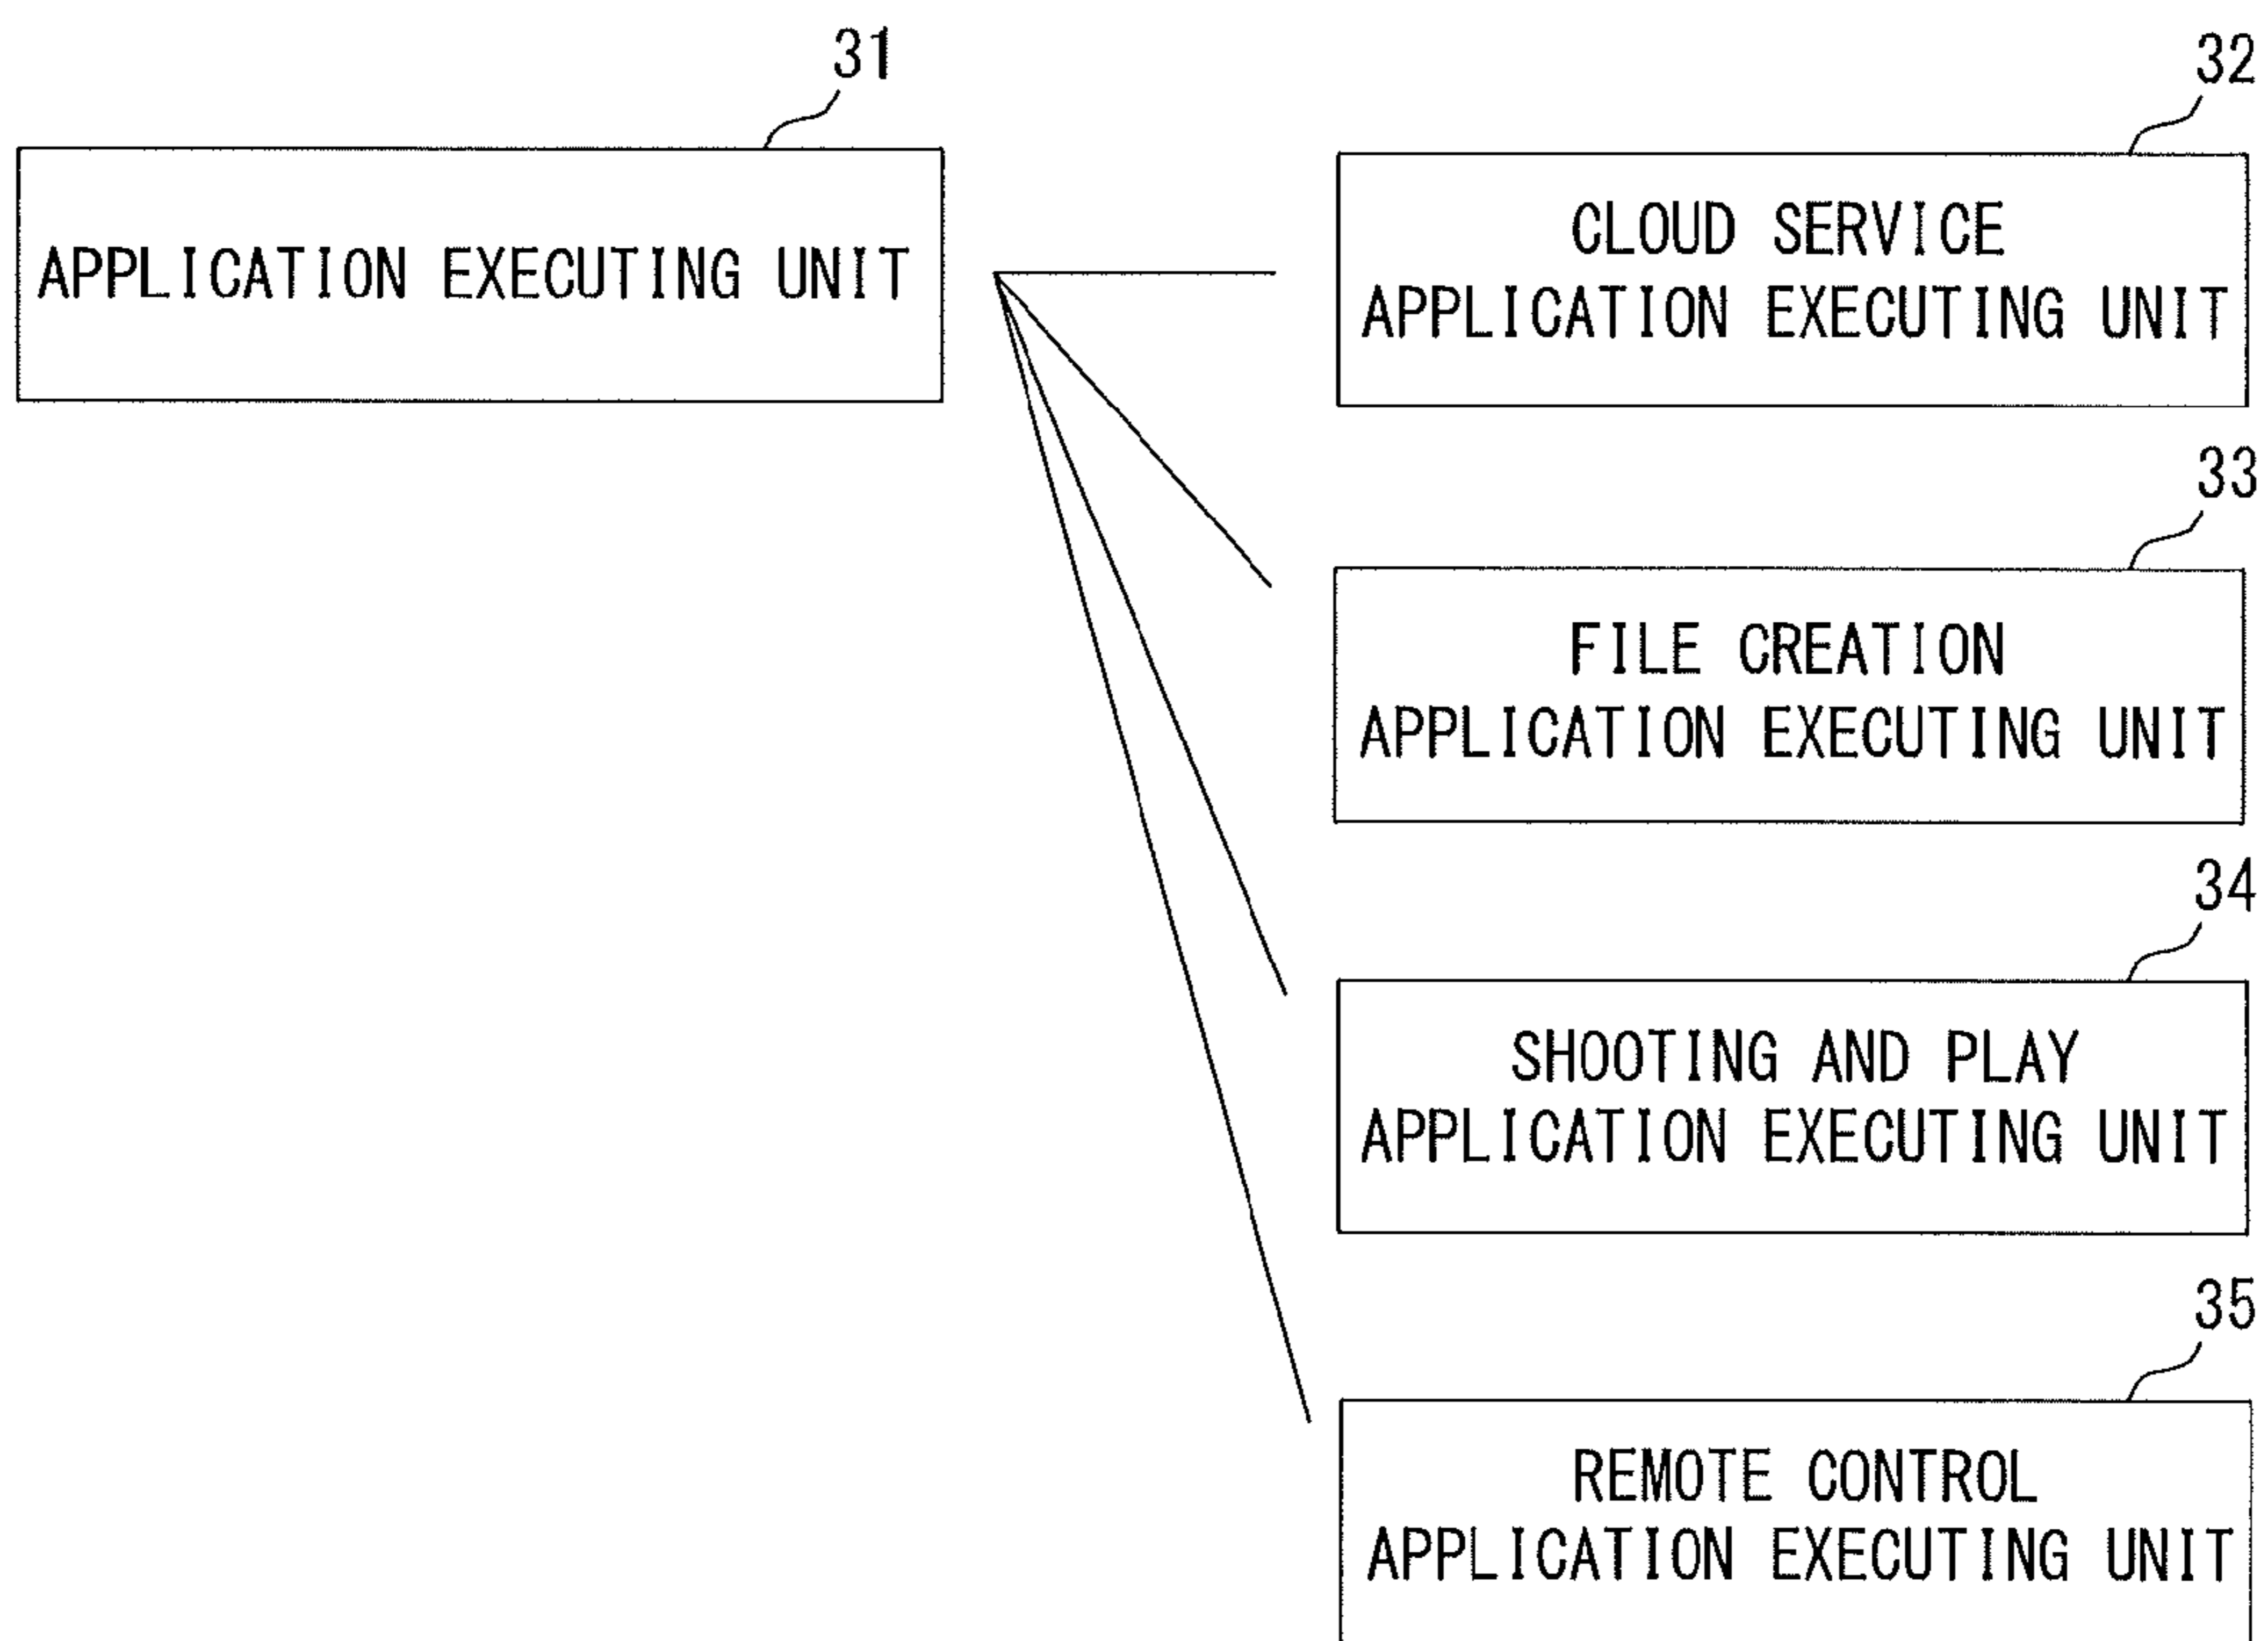 31
APPLICATION EXECUTING UNIT
32
CLOUD SERVICE
APPLICATION EXECUTING UNIT
33
FILE CREATION
APPLICATION EXECUTING UNIT
34
SHOOTING AND PLAY
APPLICATION EXECUTING UNIT
35
REMOTE CONTROL
APPLICATION EXECUTING UNIT